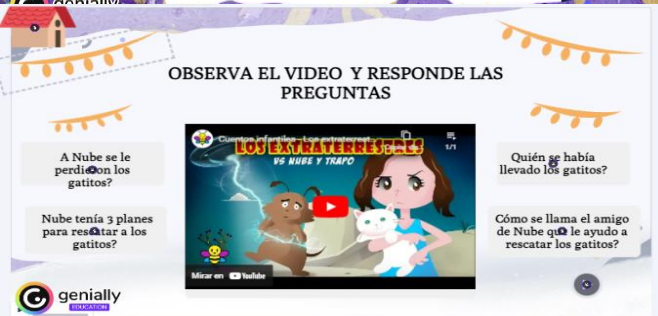 genially
OBSERVA EL VIDEO Y RESPONDE LAS
PREGUNTAS
A Nube se le
perdieron los
gatitos?
Nube tenía 3 planes
para rescatar a los
gatitos?
Cuentos infantiles - Los extraterrest
LOS EXTRATERRESTRES
VS NUBE Y TRAPO
1/1
Mirar en YouTube
Quién se había
llevado los gatitos?
Cómo se llama el amigo
de Nube que le ayudo a
rescatar los gatitos?
genially
EDUCATION